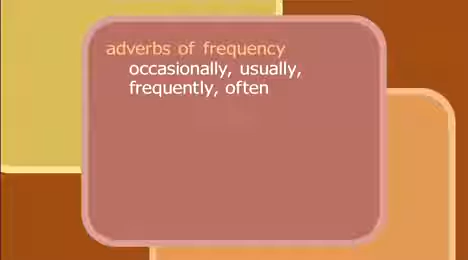 adverbs of frequency
occasionally, usually,
frequently, often